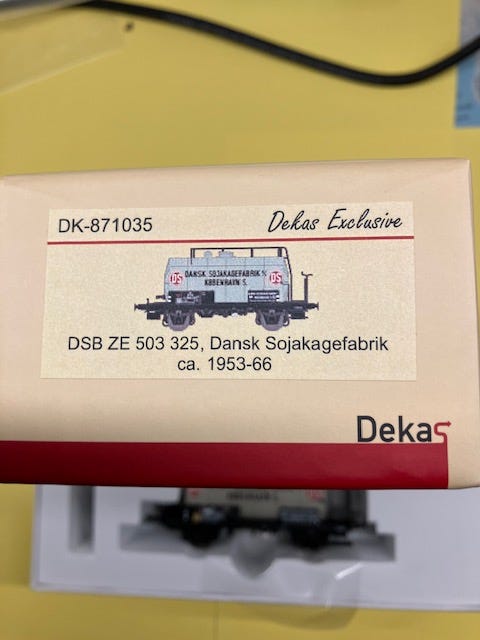 DK-871035
Dekas Exclusive
DS
DANSK SOJAKAGEFABRIK A/S
KØBENHAVN S.
DS
DSB ZE 503 325, Dansk Sojakagefabrik
ca. 1953-66
Dekas
KØBENHAVN S.